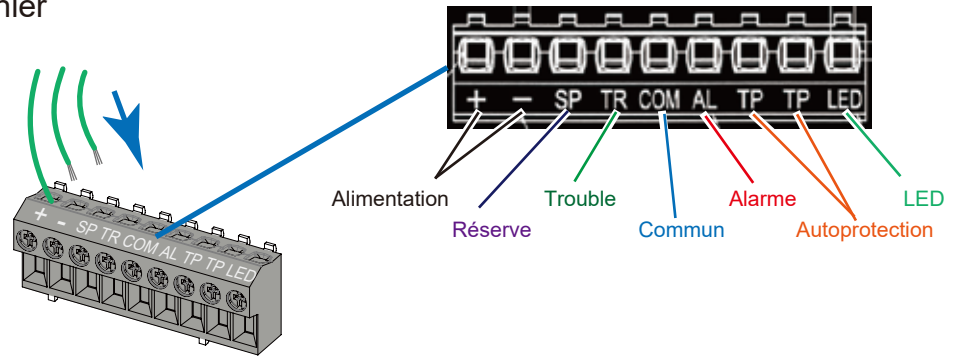 nier
+ - SP TR COM AL TP TP LED
Alimentation
Réserve
Trouble
Commun
Alarme
Autoprotection
LED
+ - SP TR COM AL TP TP LED